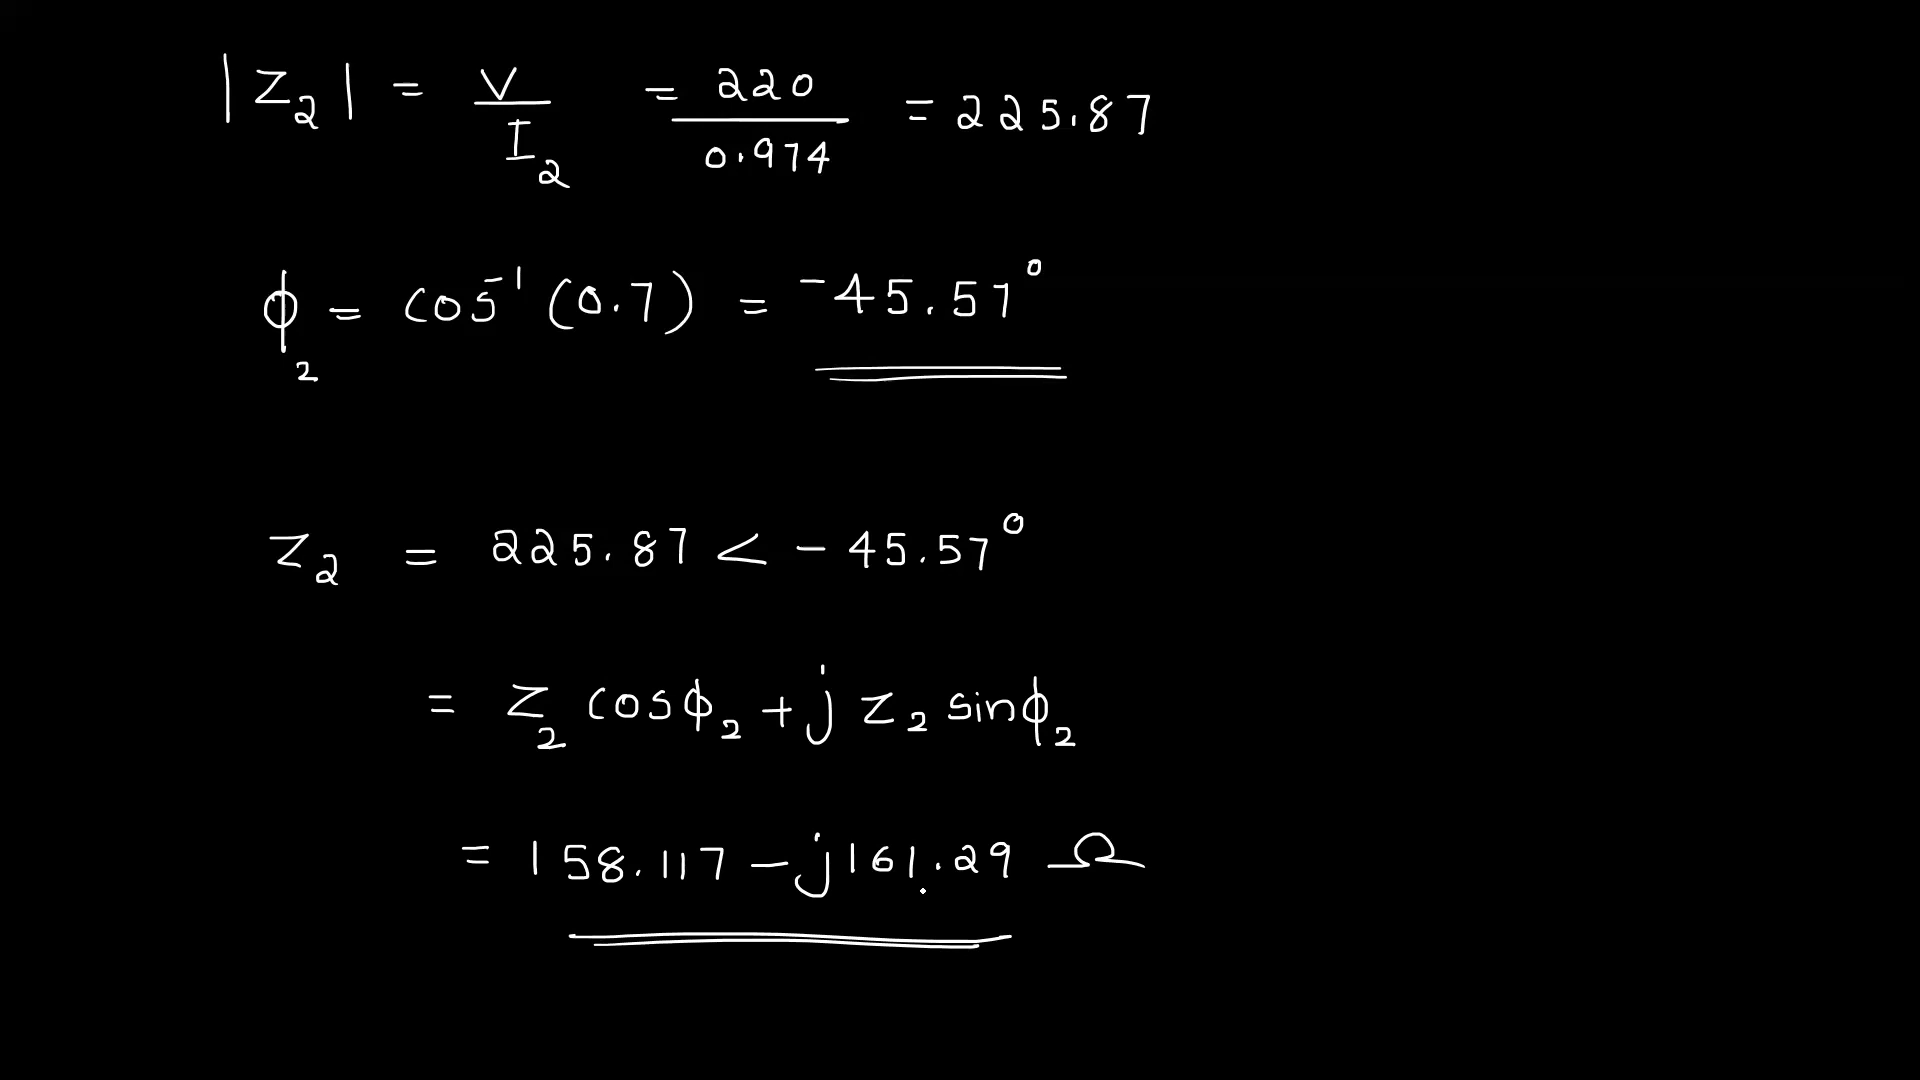 |Z₂| = V/I₂ = 220/0.974 = 225.87
ϕ₂ = cos⁻¹(0.7) = -45.57°
Z₂ = 225.87 < - 45.57°
= Z₂ cosϕ₂ + j Z₂ sinϕ₂
= 158.117 - j161.29 Ω